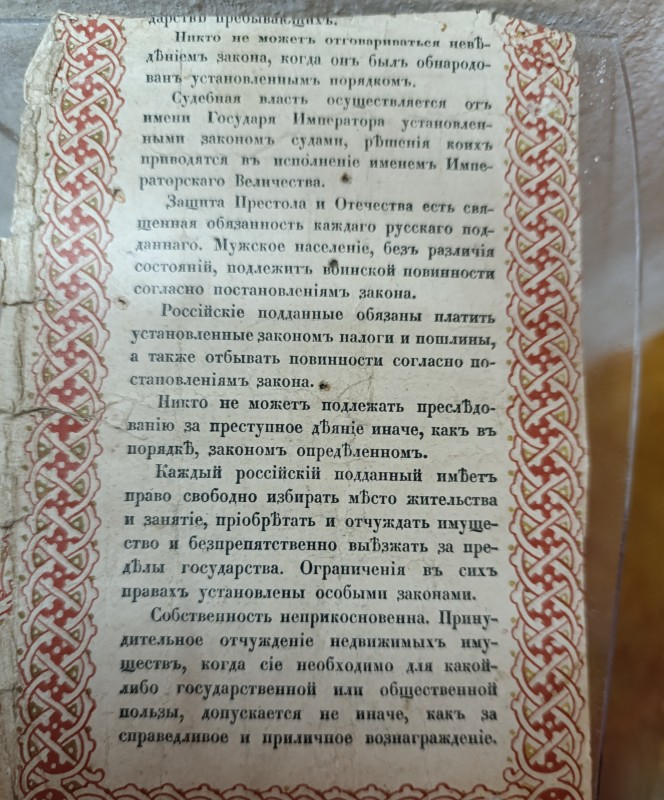 дарствѣ пребывающихъ.
Никто не можетъ отговариваться невѣ-
дѣніемъ закона, когда онъ былъ обнародо-
ванъ установленнымъ порядкомъ.
Судебная власть осуществляется отъ
имени Государя Императора установлен-
ными закономъ судами, рѣшенія коихъ
приводятся въ исполненіе именемъ Импе-
раторскаго Величества.
Защита Престола и Отечества есть свя-
щенная обязанность каждаго русскаго под-
даннаго. Мужское населеніе, безъ различія
состояній, подлежитъ воинской повинности
согласно постановленіямъ закона.
Россійскіе подданные обязаны платить
установленные закономъ налоги и пошлины,
а также отбывать повинности согласно по-
становленіямъ закона.
Никто не можетъ подлежать преслѣдо-
ванію за преступное дѣяніе иначе, какъ въ
порядкѣ, закономъ опредѣленномъ.
Каждый россійскій подданный имѣетъ
право свободно избирать мѣсто жительства
и занятіе, пріобрѣтать и отчуждать имуще-
ство и безпрепятственно выѣзжать за пре-
дѣлы государства. Ограниченія въ сихъ
правахъ установлены особыми законами.
Собственность неприкосновенна. Прину-
дительное отчужденіе недвижимыхъ иму-
ществъ, когда сіе необходимо для какой-
либо государственной или общественной
пользы, допускается не иначе, какъ за
справедливое и приличное вознагражденіе.